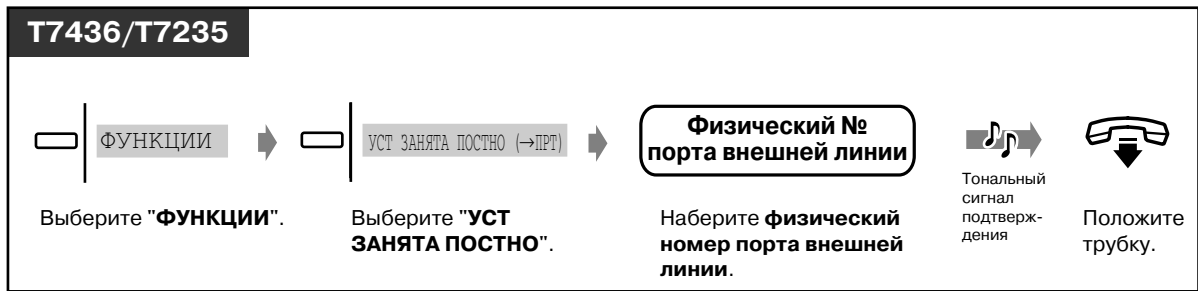 T7436/T7235
ФУНКЦИИ
УСТ ЗАНЯТА ПОСТНО (→ПРТ)
Физический №
порта внешней линии
Выберите "ФУНКЦИИ".
Выберите "УСТ
ЗАНЯТА ПОСТНО".
Наберите физический
номер порта внешней
линии.
Тональный
сигнал
подтверж-
дения
Положите
трубку.